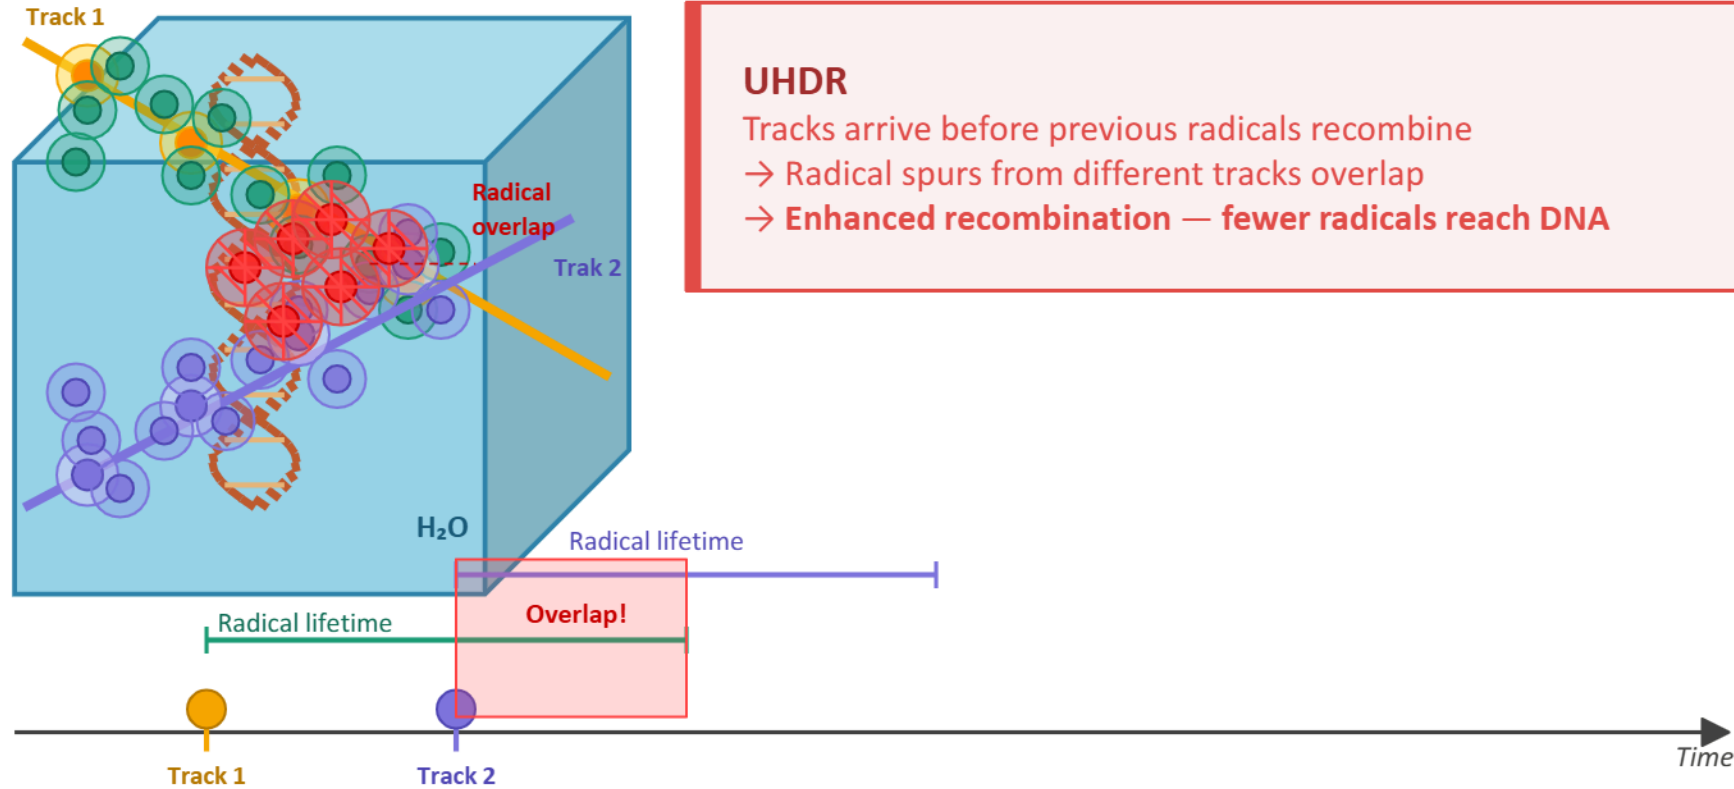 Track 1
UHDR
Tracks arrive before previous radicals recombine
→ Radical spurs from different tracks overlap
→ Enhanced recombination — fewer radicals reach DNA
Radical
overlap
Trak 2
H₂O
Radical lifetime
Overlap!
Radical lifetime
Track 1
Track 2
Time